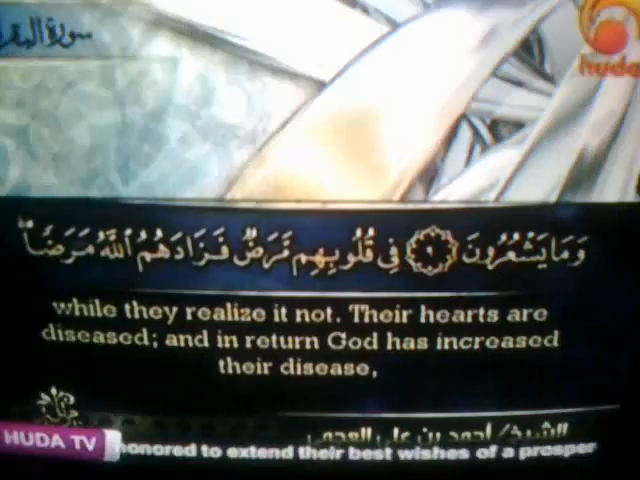 سورة البقرة
huda
وَمَا يَشْعُرُونَ ٩ فِي قُلُوبِهِم مَّرَضٌ فَزَادَهُمُ اللَّهُ مَرَضًا ۖ
while they realize it not. Their hearts are
diseased; and in return God has increased
their disease,
الشيخ/ أحمد بن علي العجمي
HUDA TV honored to extend their best wishes of a prosper